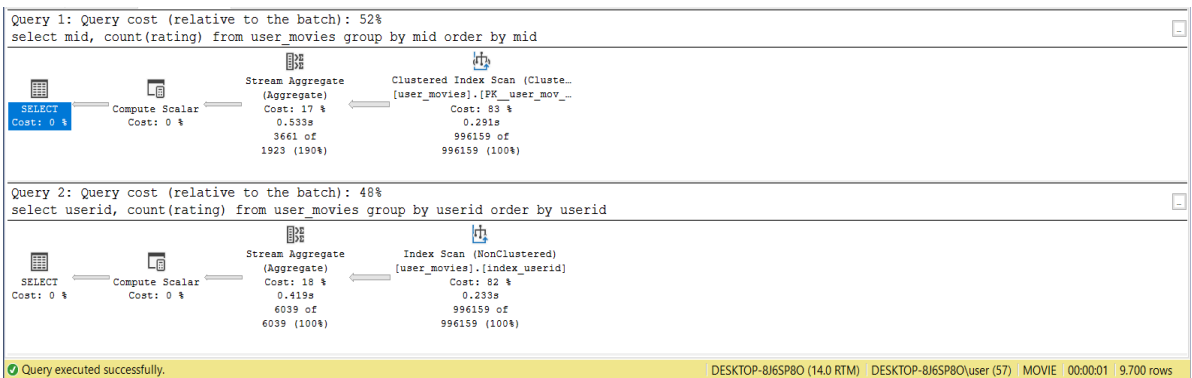 Query 1: Query cost (relative to the batch): 52%
select mid, count(rating) from user_movies group by mid order by mid
SELECT
Cost: 0 %
Compute Scalar
Cost: 0 %
Stream Aggregate
(Aggregate)
Cost: 17 %
0.533s
3661 of
1923 (190%)
Clustered Index Scan (Cluste…
[user_movies].[PK__user_mov_…
Cost: 83 %
0.291s
996159 of
996159 (100%)
Query 2: Query cost (relative to the batch): 48%
select userid, count(rating) from user_movies group by userid order by userid
SELECT
Cost: 0 %
Compute Scalar
Cost: 0 %
Stream Aggregate
(Aggregate)
Cost: 18 %
0.419s
6039 of
6039 (100%)
Index Scan (NonClustered)
[user_movies].[index_userid]
Cost: 82 %
0.233s
996159 of
996159 (100%)
Query executed successfully.
DESKTOP-8J6SP8O (14.0 RTM) DESKTOP-8J6SP8O\user (57) MOVIE 00:00:01 9.700 rows